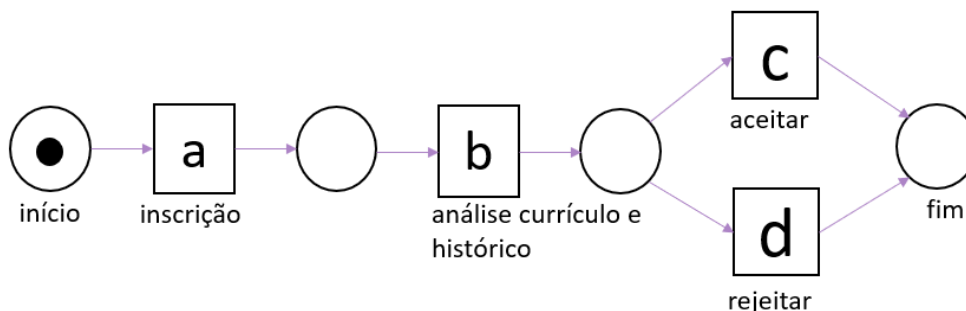 início
a
inscrição
b
análise currículo e
histórico
c
aceitar
d
rejeitar
fim